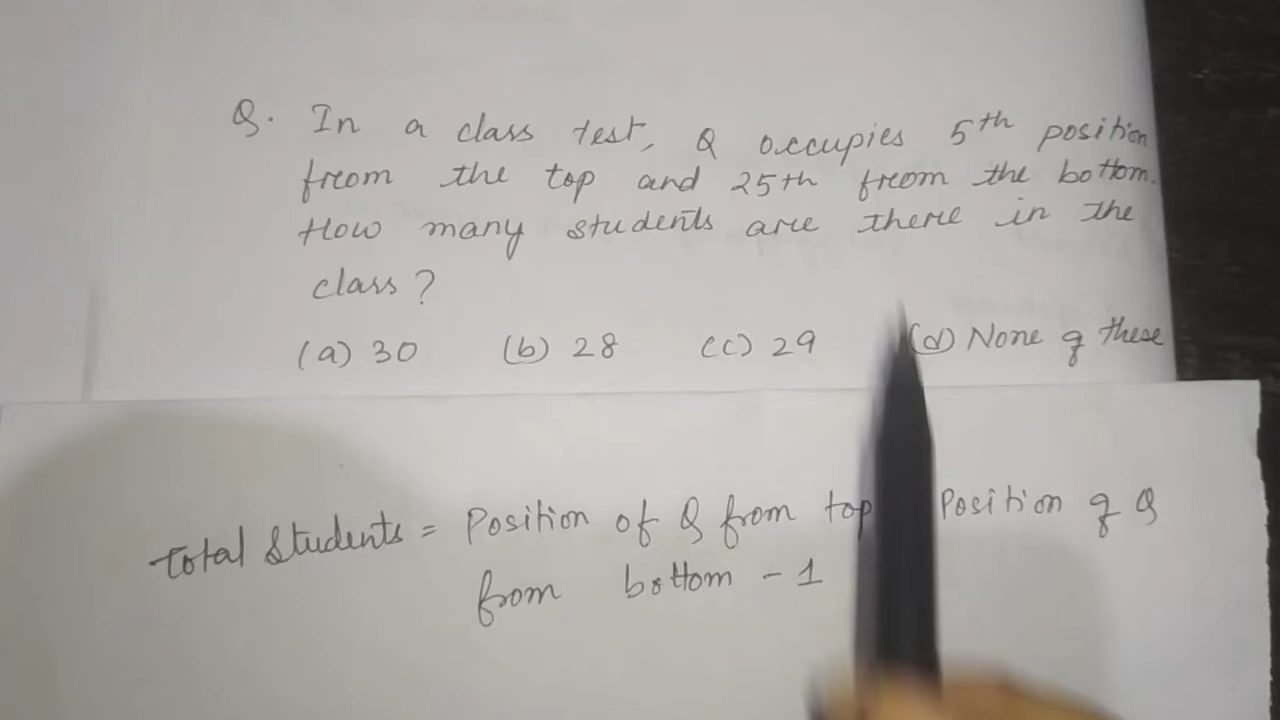 Q. In a class test, Q occupies 5th position
from the top and 25th from the bottom.
How many students are there in the
class?
(a) 30 (b) 28 (c) 29 (d) None of these
Total Students = Position of Q from top Position of Q
from bottom - 1